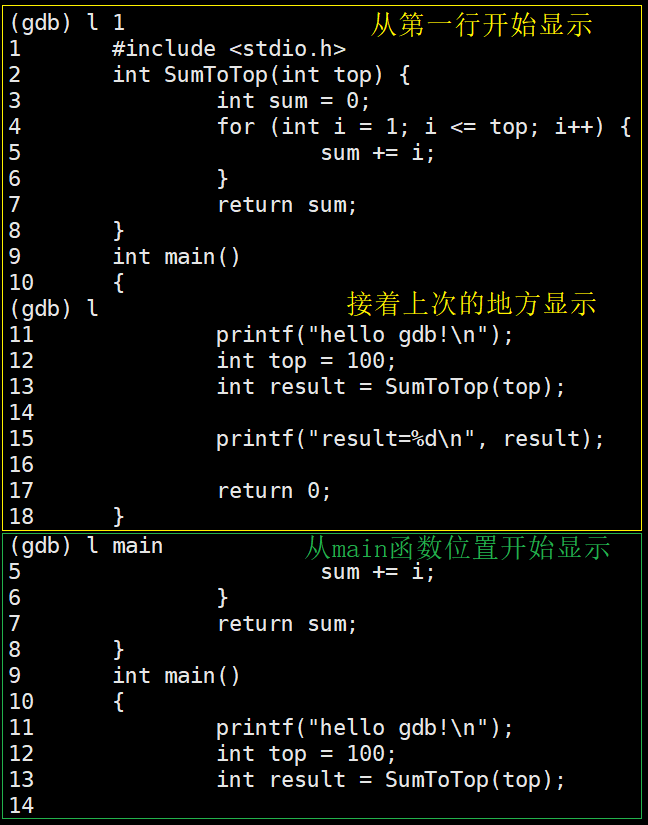 (gdb) l 1 从第一行开始显示
1 #include <stdio.h>
2 int SumToTop(int top) {
3 int sum = 0;
4 for (int i = 1; i <= top; i++) {
5 sum += i;
6 }
7 return sum;
8 }
9 int main()
10 {
(gdb) l 接着上次的地方显示
11 printf("hello gdb!\n");
12 int top = 100;
13 int result = SumToTop(top);
14
15 printf("result=%d\n", result);
16
17 return 0;
18 }
(gdb) l main 从main函数位置开始显示
5 sum += i;
6 }
7 return sum;
8 }
9 int main()
10 {
11 printf("hello gdb!\n");
12 int top = 100;
13 int result = SumToTop(top);
14